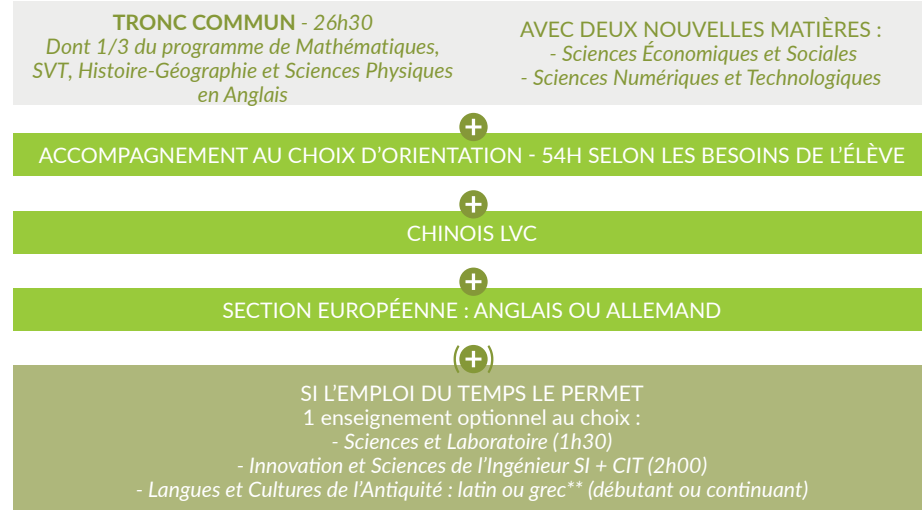 TRONC COMMUN - 26h30
Dont 1/3 du programme de Mathématiques,
SVT, Histoire-Géographie et Sciences Physiques
en Anglais
AVEC DEUX NOUVELLES MATIÈRES :
- Sciences Économiques et Sociales
- Sciences Numériques et Technologiques
+
ACCOMPAGNEMENT AU CHOIX D'ORIENTATION - 54H SELON LES BESOINS DE L'ÉLÈVE
+
CHINOIS LVC
+
SECTION EUROPÉENNE : ANGLAIS OU ALLEMAND
(+)
SI L'EMPLOI DU TEMPS LE PERMET
1 enseignement optionnel au choix :
- Sciences et Laboratoire (1h30)
- Innovation et Sciences de l'Ingénieur SI + CIT (2h00)
- Langues et Cultures de l'Antiquité : latin ou grec** (débutant ou continuant)